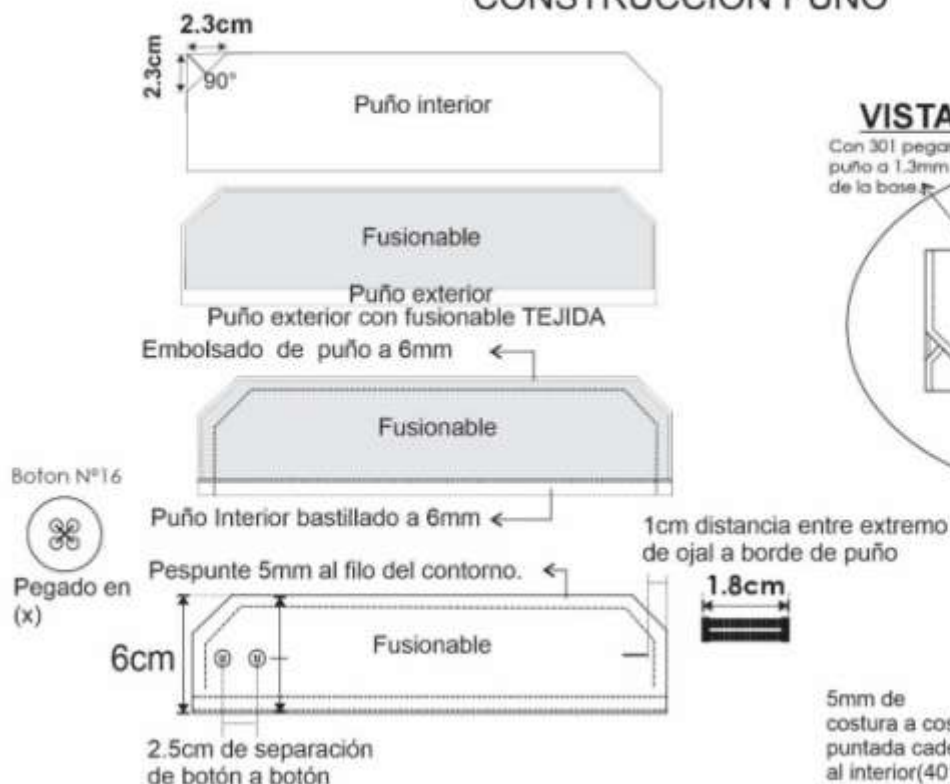 CONSTRUCCIÓN PUÑO
2.3cm
2.3cm
90°
Puño interior
Fusionable
Puño exterior
Puño exterior con fusionable TEJIDA
Embolsado de puño a 6mm
Fusionable
Boton Nº16
Pegado en
(x)
Puño Interior bastillado a 6mm
Pespunte 5mm al filo del contorno.
6cm
Fusionable
2.5cm de separación
de botón a botón
1cm distancia entre extremo
de ojal a borde de puño
1.8cm
VISTA
Con 301 pegar
puño a 1.3mm
de la base
5mm de
costura a
puntada
al interior(40